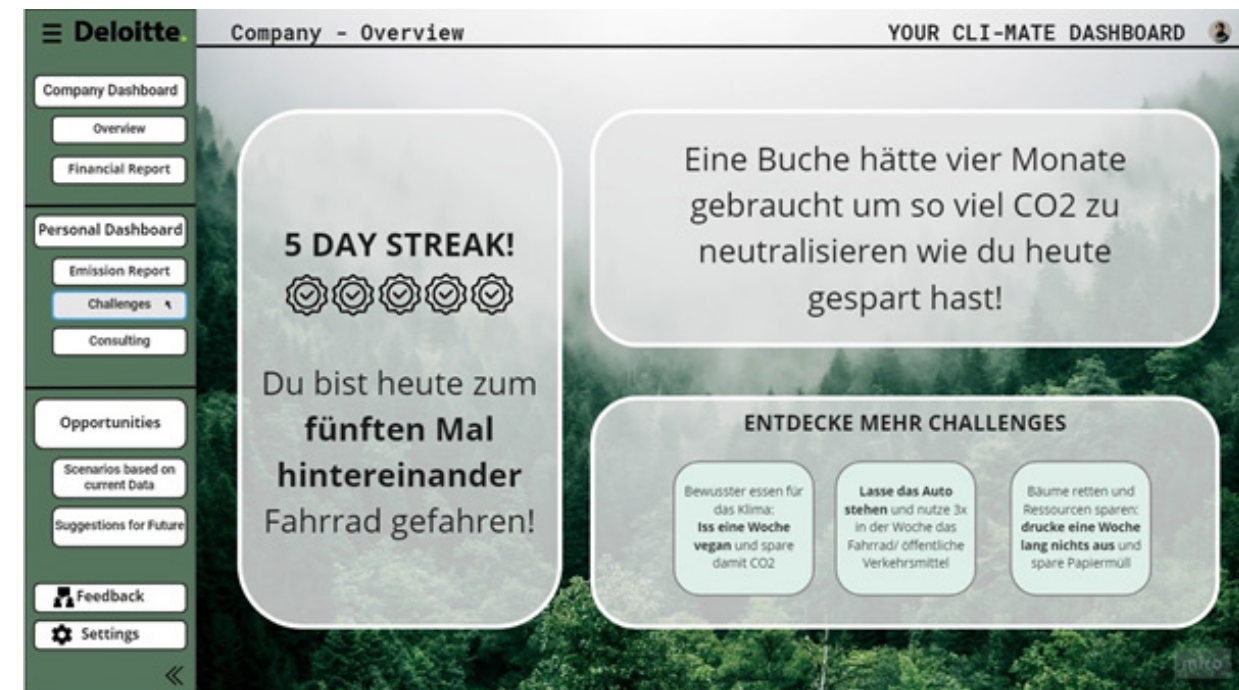 Deloitte.
Company - Overview
YOUR CLI-MATE DASHBOARD
Company Dashboard
Overview
Financial Report
Personal Dashboard
Emission Report
Challenges
Consulting
Opportunities
Scenarios based on
current Data
Suggestions for Future
Feedback
Settings
5 DAY STREAK!
Du bist heute zum
fünften Mal
hintereinander
Fahrrad gefahren!
Eine Buche hätte vier Monate
gebraucht um so viel CO2 zu
neutralisieren wie du heute
gespart hast!
ENTDECKE MEHR CHALLENGES
Bewusster essen für
das Klima:
Iss eine Woche
vegan und spare
damit CO2
Lasse das Auto
stehen und nutze 3x
in der Woche das
Fahrrad/ öffentliche
Verkehrsmittel
Bäume retten und
Ressourcen sparen:
drucke eine Woche
lang nichts aus und
spare Papiermüll
miro